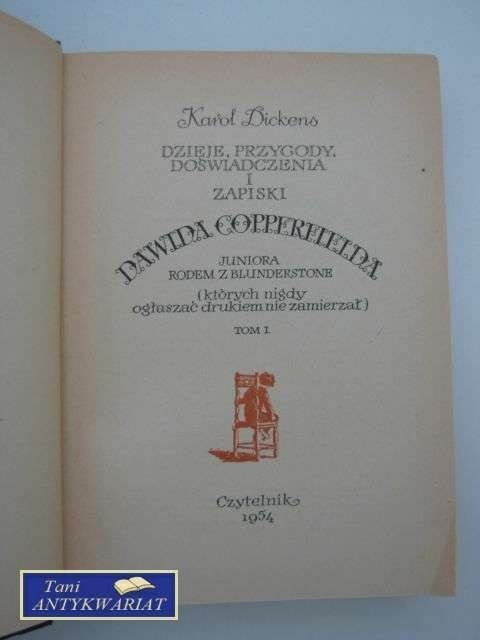 Karol Dickens
DZIEJE, PRZYGODY,
DOŚWIADCZENIA
I
ZAPISKI
DAWIDA COPPERFIELDA
JUNIORA
RODEM Z BLUNDERSTONE
(których nigdy
ogłaszać drukiem nie zamierzał)
TOM I.
Czytelnik
1954
Tani
ANTYKWARIAT